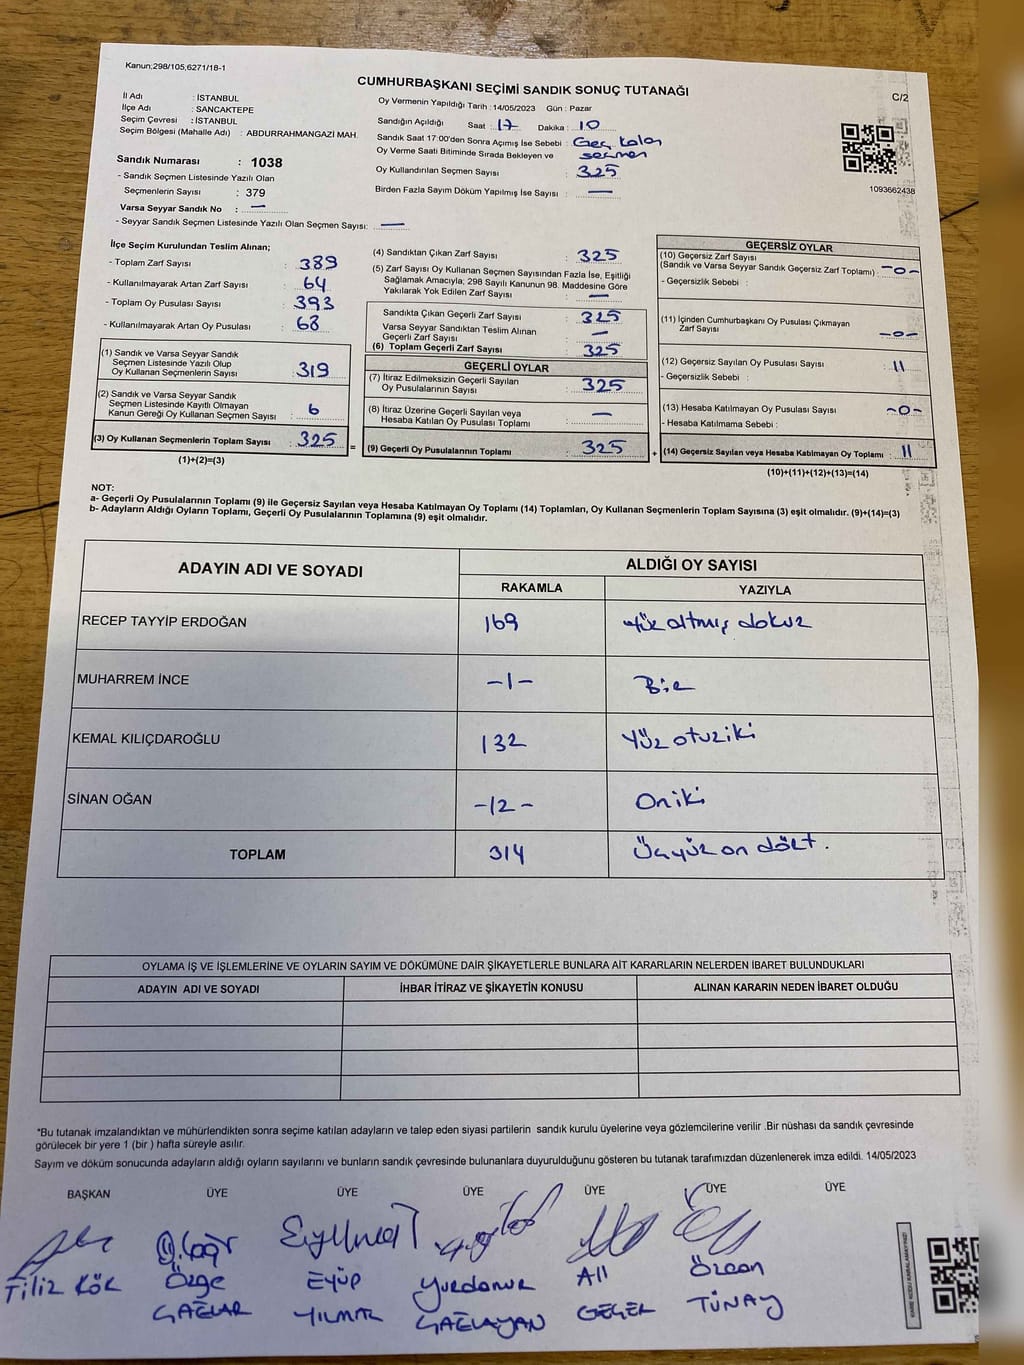 Kanun;298/105,6271/18-1
CUMHURBAŞKANI SEÇİMİ SANDIK SONUÇ TUTANAĞI
C/2
İl Adı : İSTANBUL
İlçe Adı : SANCAKTEPE
Seçim Çevresi : İSTANBUL
Seçim Bölgesi (Mahalle Adı) : ABDURRAHMANGAZİ MAH.
Sandık Numarası : 1038
- Sandık Seçmen Listesinde Yazılı Olan
Seçmenlerin Sayısı : 379
Varsa Seyyar Sandık No : —
- Seyyar Sandık Seçmen Listesinde Yazılı Olan Seçmen Sayısı: —
Oy Vermenin Yapıldığı Tarih :14/05/2023 Gün : Pazar
Sandığın Açıldığı Saat : 17 Dakika : 10
Sandık Saat 17:00'den Sonra Açımış İse Sebebi : Geç kalan
Oy Verme Saati Bitiminde Sırada Bekleyen ve seçmen
Oy Kullandırılan Seçmen Sayısı : 325
Birden Fazla Sayım Döküm Yapılmış İse Sayısı : —
1093662438
İlçe Seçim Kurulundan Teslim Alınan;
- Toplam Zarf Sayısı : 389
- Kullanılmayarak Artan Zarf Sayısı : 64
- Toplam Oy Pusulası Sayısı : 393
- Kullanılmayarak Artan Oy Pusulası : 68
(1) Sandık ve Varsa Seyyar Sandık
Seçmen Listesinde Yazılı Olup
Oy Kullanan Seçmenlerin Sayısı : 319
(2) Sandık ve Varsa Seyyar Sandık
Seçmen Listesinde Kayıtlı Olmayan
Kanun Gereği Oy Kullanan Seçmen Sayısı : 6
(3) Oy Kullanan Seçmenlerin Toplam Sayısı : 325 =
(1)+(2)=(3)
(4) Sandıktan Çıkan Zarf Sayısı : 325
(5) Zarf Sayısı Oy Kullanan Seçmen Sayısından Fazla İse, Eşitliği
Sağlamak Amacıyla; 298 Sayılı Kanunun 98. Maddesine Göre
Yakılarak Yok Edilen Zarf Sayısı : —
Sandıkta Çıkan Geçerli Zarf Sayısı : 325
Varsa Seyyar Sandıktan Teslim Alınan
Geçerli Zarf Sayısı : —
(6) Toplam Geçerli Zarf Sayısı 325
GEÇERLİ OYLAR
(7) İtiraz Edilmeksizin Geçerli Sayılan
Oy Pusulalarının Sayısı : 325
(8) İtiraz Üzerine Geçerli Sayılan veya
Hesaba Katılan Oy Pusulası Toplamı : —
(9) Geçerli Oy Pusulalarının Toplamı : 325 +
GEÇERSİZ OYLAR
(10) Geçersiz Zarf Sayısı
(Sandık ve Varsa Seyyar Sandık Geçersiz Zarf Toplamı) : -0-
- Geçersizlik Sebebi :
(11) İçinden Cumhurbaşkanı Oy Pusulası Çıkmayan
Zarf Sayısı : -0-
(12) Geçersiz Sayılan Oy Pusulası Sayısı : 11
- Geçersizlik Sebebi :
(13) Hesaba Katılmayan Oy Pusulası Sayısı : -0-
- Hesaba Katılmama Sebebi :
(14) Geçersiz Sayılan veya Hesaba Katılmayan Oy Toplamı : 11
(10)+(11)+(12)+(13)=(14)
NOT:
a- Geçerli Oy Pusulalarının Toplamı (9) ile Geçersiz Sayılan veya Hesaba Katılmayan Oy Toplamı (14) Toplamları, Oy Kullanan Seçmenlerin Toplam Sayısına (3) eşit olmalıdır. (9)+(14)=(3)
b- Adayların Aldığı Oyların Toplamı, Geçerli Oy Pusulalarının Toplamına (9) eşit olmalıdır.
ADAYIN ADI VE SOYADI
ALDIĞI OY SAYISI
RAKAMLA YAZIYLA
RECEP TAYYİP ERDOĞAN 169 Yüz altmış dokuz
MUHARREM İNCE -1- Bir
KEMAL KILIÇDAROĞLU 132 Yüz otuziki
SİNAN OĞAN -12- Oniki
TOPLAM 314 Üçyüz on dört.
OYLAMA İŞ VE İŞLEMLERİNE VE OYLARIN SAYIM VE DÖKÜMÜNE DAİR ŞİKAYETLERLE BUNLARA AİT KARARLARIN NELERDEN İBARET BULUNDUKLARI
ADAYIN ADI VE SOYADI İHBAR İTİRAZ VE ŞİKAYETİN KONUSU ALINAN KARARIN NEDEN İBARET OLDUĞU
*Bu tutanak imzalandıktan ve mühürlendikten sonra seçime katılan adayların ve talep eden siyasi partilerin sandık kurulu üyelerine veya gözlemcilerine verilir .Bir nüshası da sandık çevresinde
görülecek bir yere 1 (bir ) hafta süreyle asılır.
Sayım ve döküm sonucunda adayların aldığı oyların sayılarını ve bunların sandık çevresinde bulunanlara duyurulduğunu gösteren bu tutanak tarafımızdan düzenlenerek imza edildi. 14/05/2023
BAŞKAN ÜYE ÜYE ÜYE ÜYE ÜYE ÜYE
Filiz KÖK Özge EYÜP Yurdanur Ali Özcan
ÇAĞLAR YILMAZ ÇAĞLAYAN GEÇER TÜNAY